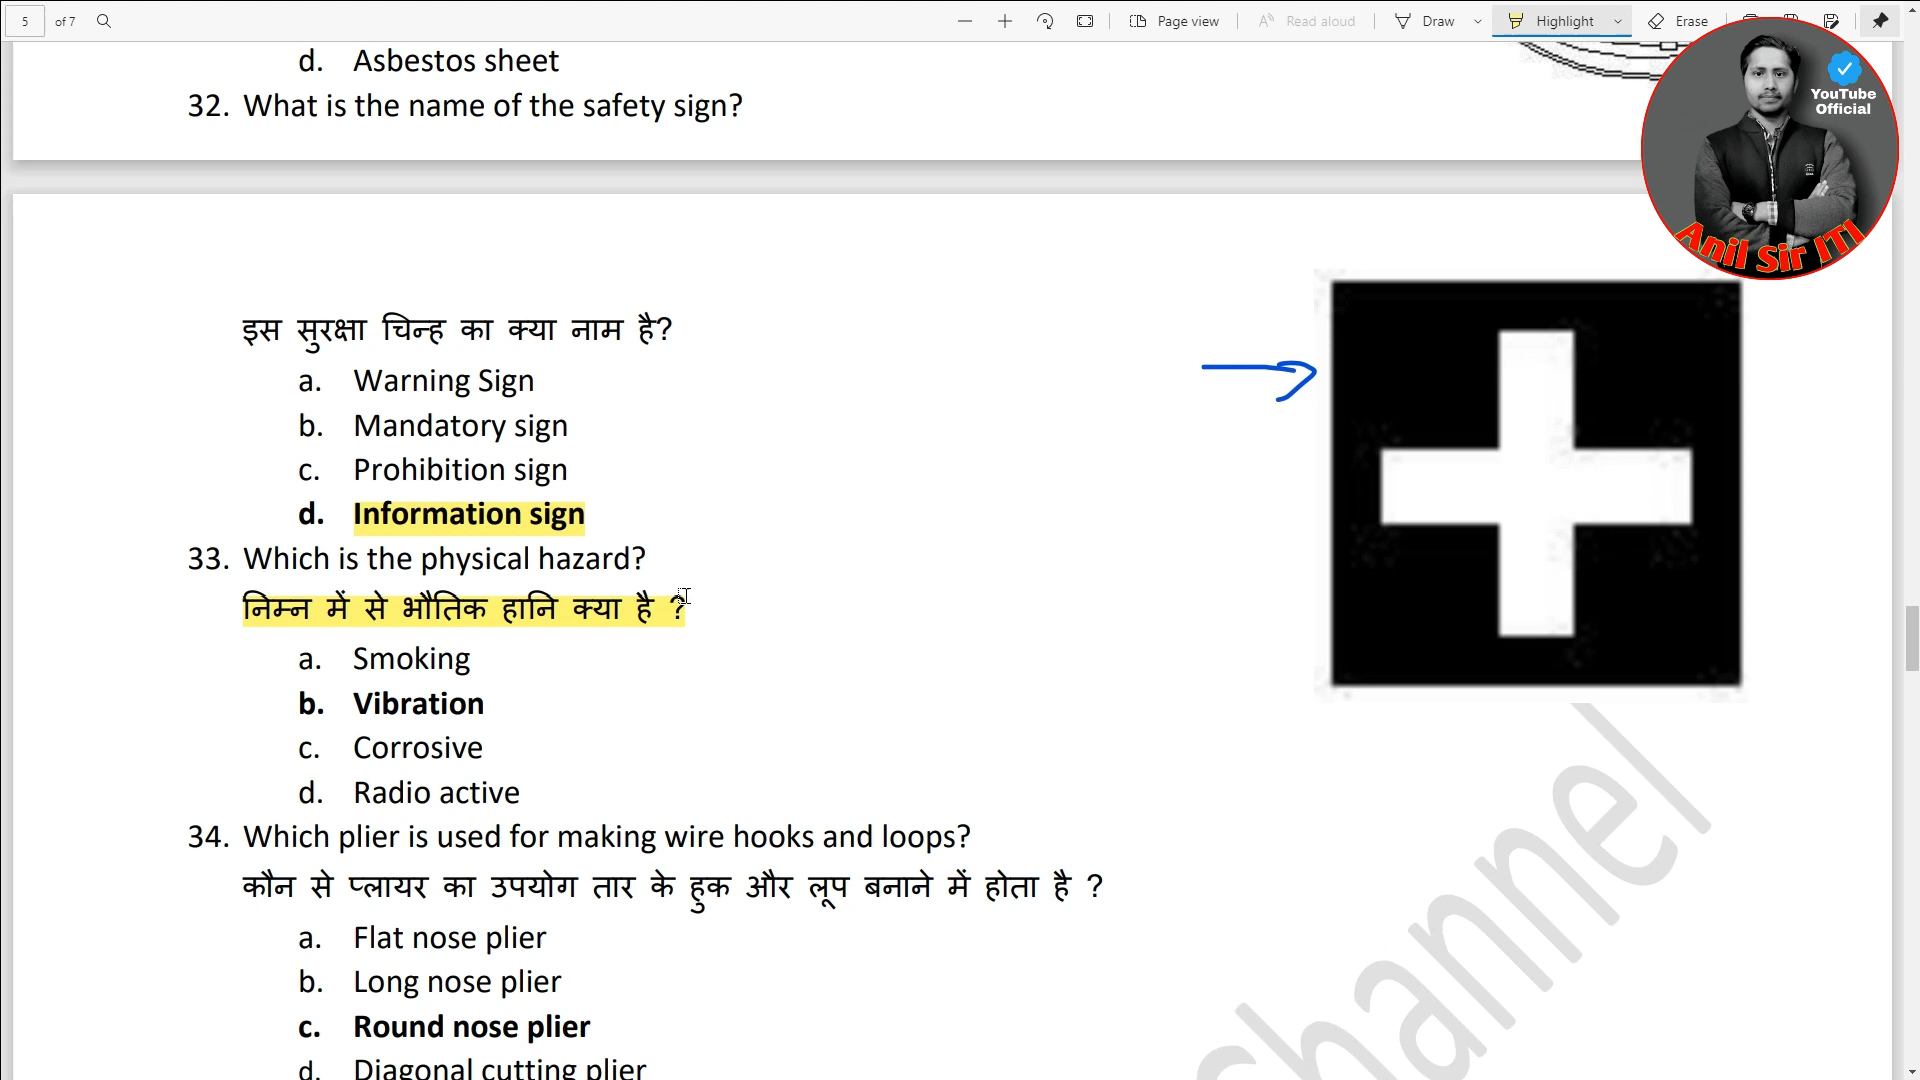 5 of 7 Page view Read aloud Draw Highlight Erase
d. Asbestos sheet
32. What is the name of the safety sign?
YouTube
Official
Anil Sir ITI
इस सुरक्षा चिन्ह का क्या नाम है?
a. Warning Sign
b. Mandatory sign
c. Prohibition sign
d. Information sign
33. Which is the physical hazard?
निम्न में से भौतिक हानि क्या है ?
a. Smoking
b. Vibration
c. Corrosive
d. Radio active
34. Which plier is used for making wire hooks and loops?
कौन से प्लायर का उपयोग तार के हुक और लूप बनाने में होता है ?
a. Flat nose plier
b. Long nose plier
c. Round nose plier
d. Diagonal cutting plier
hannel